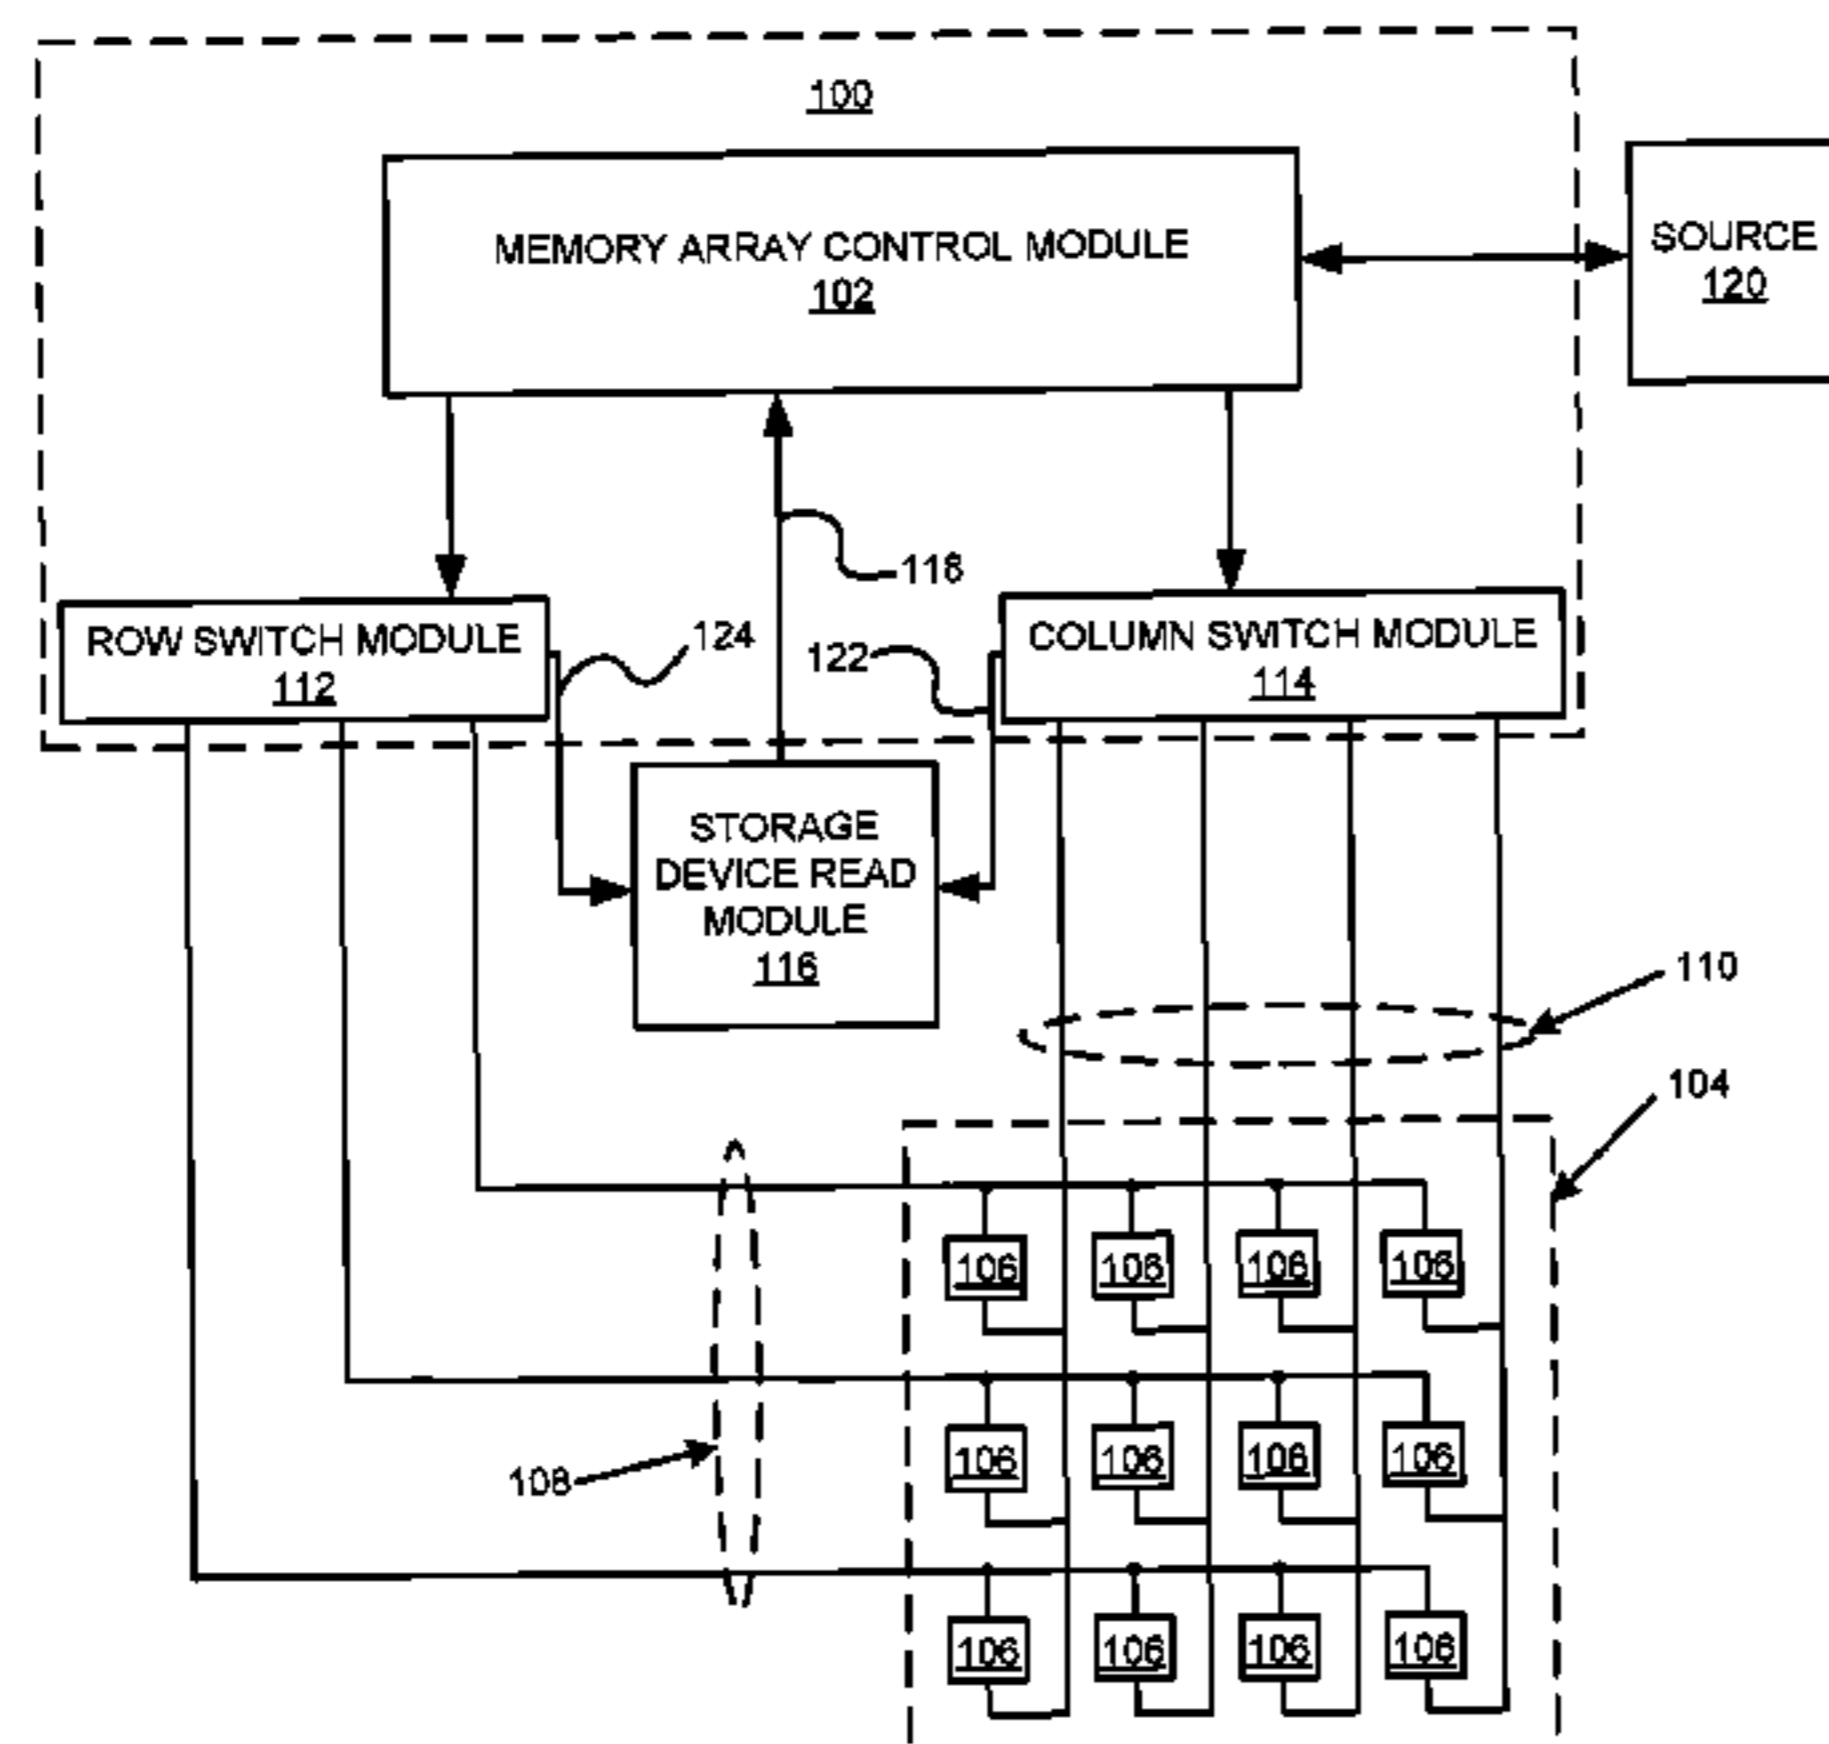 100
MEMORY ARRAY CONTROL MODULE
102
SOURCE
120
118
ROW SWITCH MODULE
112
124
122
COLUMN SWITCH MODULE
114
STORAGE
DEVICE READ
MODULE
116
110
104
106 106 106 106
106 106 106 106
108
106 106 106 106